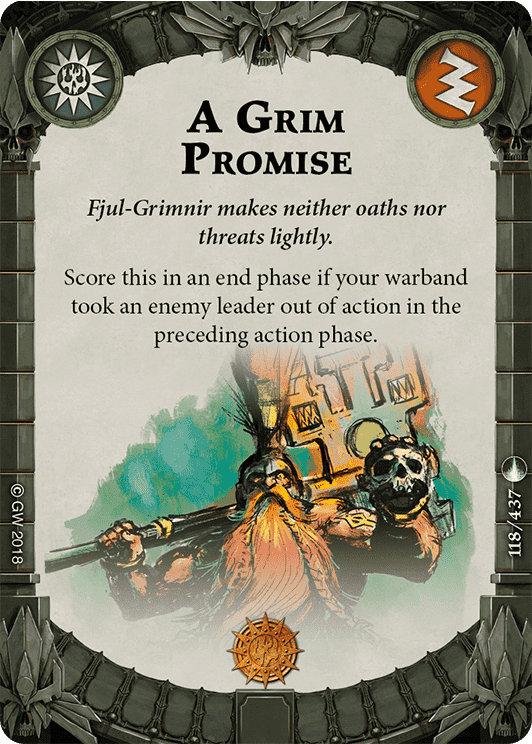 A Grim
Promise
Fjul-Grimnir makes neither oaths nor
threats lightly.
Score this in an end phase if your warband
took an enemy leader out of action in the
preceding action phase.
© GW 2018
118/437